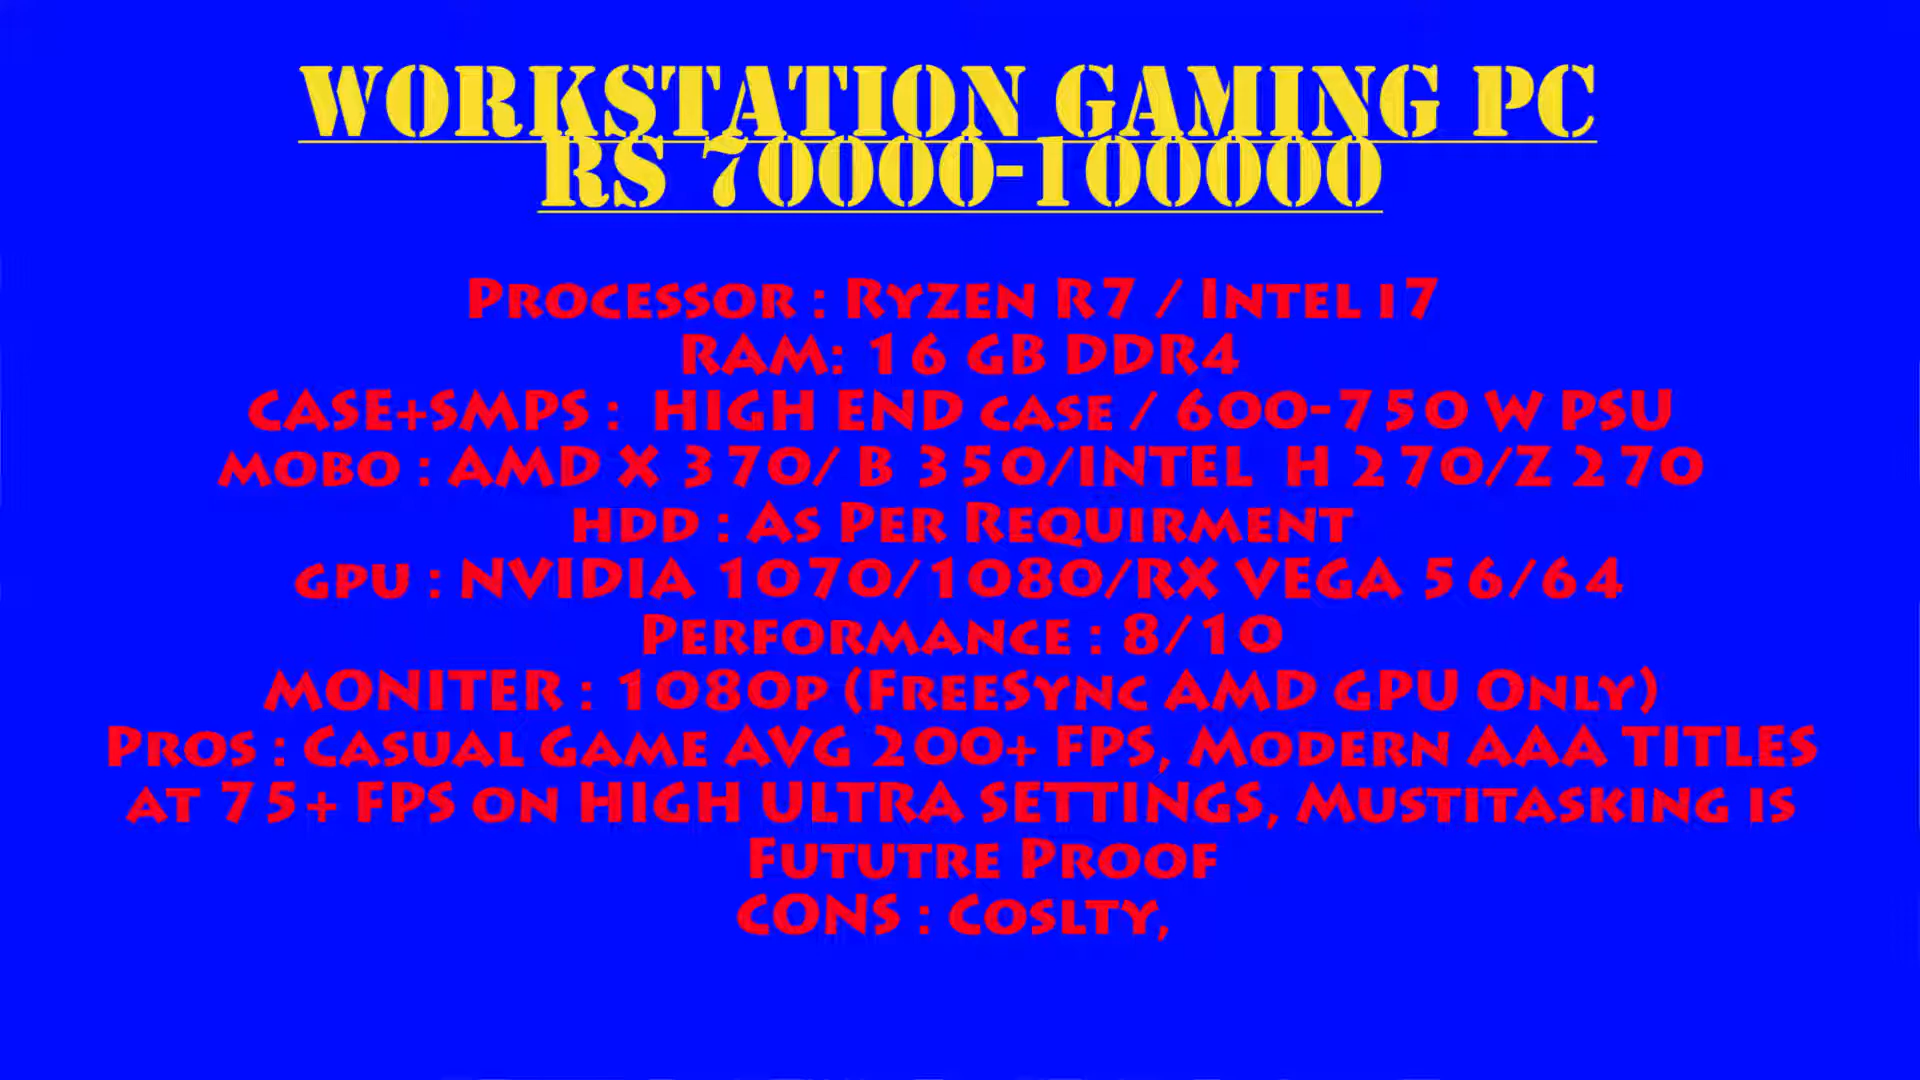 WORKSTATION GAMING PC
RS 70000-100000
Processor : Ryzen R7 / Intel i7
RAM: 16 GB DDR4
CASE+SMPS : HIGH END case / 600-750 W PSU
mobo : AMD X 370/ B 350/INTEL H 270/Z 270
hdd : As Per Requirment
gpu : NVIDIA 1070/1080/RX VEGA 56/64
Performance : 8/10
MONITER : 1080p (FreeSync AMD GPU Only)
Pros : Casual Game AVG 200+ FPS, Modern AAA TITLES
at 75+ FPS on HIGH ULTRA SETTINGS, Mustitasking is
Fututre Proof
CONS : Coslty,